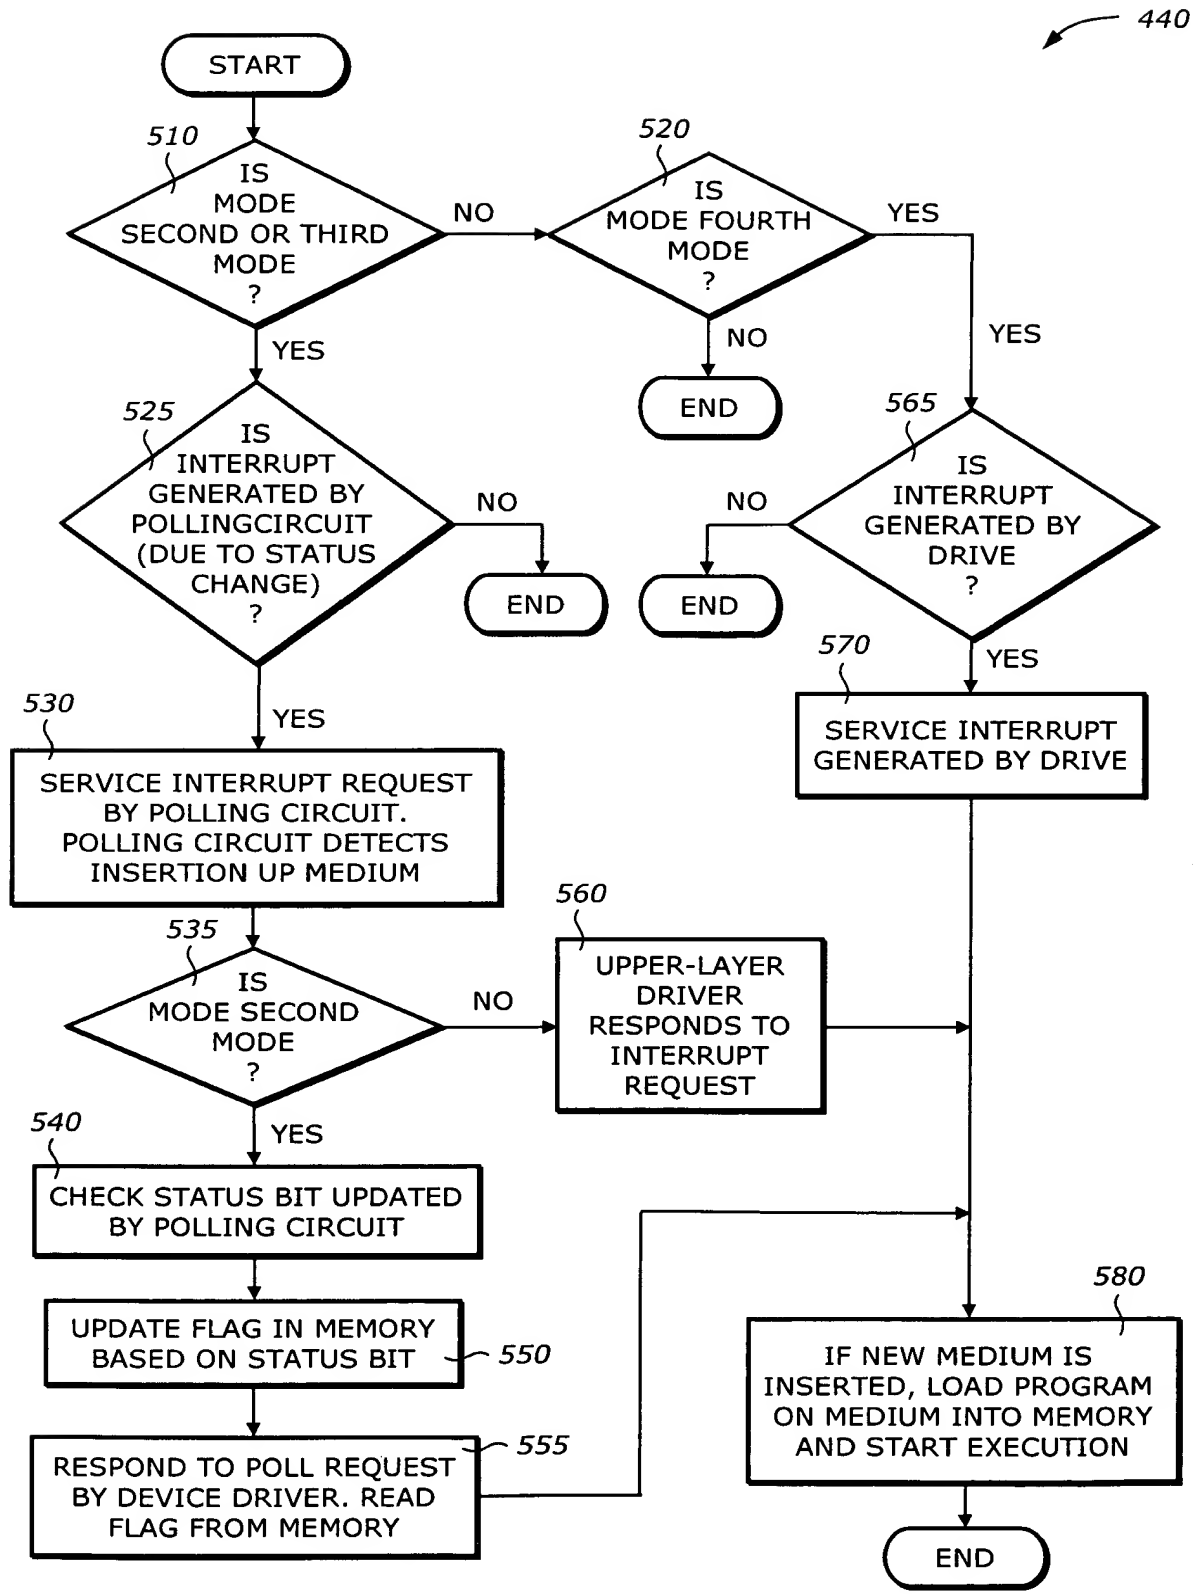 440
START
510
IS
MODE
SECOND OR THIRD
MODE
?
NO
520
IS
MODE FOURTH
MODE
?
YES
YES
NO
END
YES
525
IS
INTERRUPT
GENERATED BY
POLLINGCIRCUIT
(DUE TO STATUS
CHANGE)
?
NO
END
565
IS
INTERRUPT
GENERATED BY
DRIVE
?
NO
END
YES
570
SERVICE INTERRUPT
GENERATED BY DRIVE
YES
530
SERVICE INTERRUPT REQUEST
BY POLLING CIRCUIT.
POLLING CIRCUIT DETECTS
INSERTION UP MEDIUM
535
IS
MODE SECOND
MODE
?
NO
560
UPPER-LAYER
DRIVER
RESPONDS TO
INTERRUPT
REQUEST
YES
540
CHECK STATUS BIT UPDATED
BY POLLING CIRCUIT
UPDATE FLAG IN MEMORY
BASED ON STATUS BIT
550
555
RESPOND TO POLL REQUEST
BY DEVICE DRIVER. READ
FLAG FROM MEMORY
580
IF NEW MEDIUM IS
INSERTED, LOAD PROGRAM
ON MEDIUM INTO MEMORY
AND START EXECUTION
END